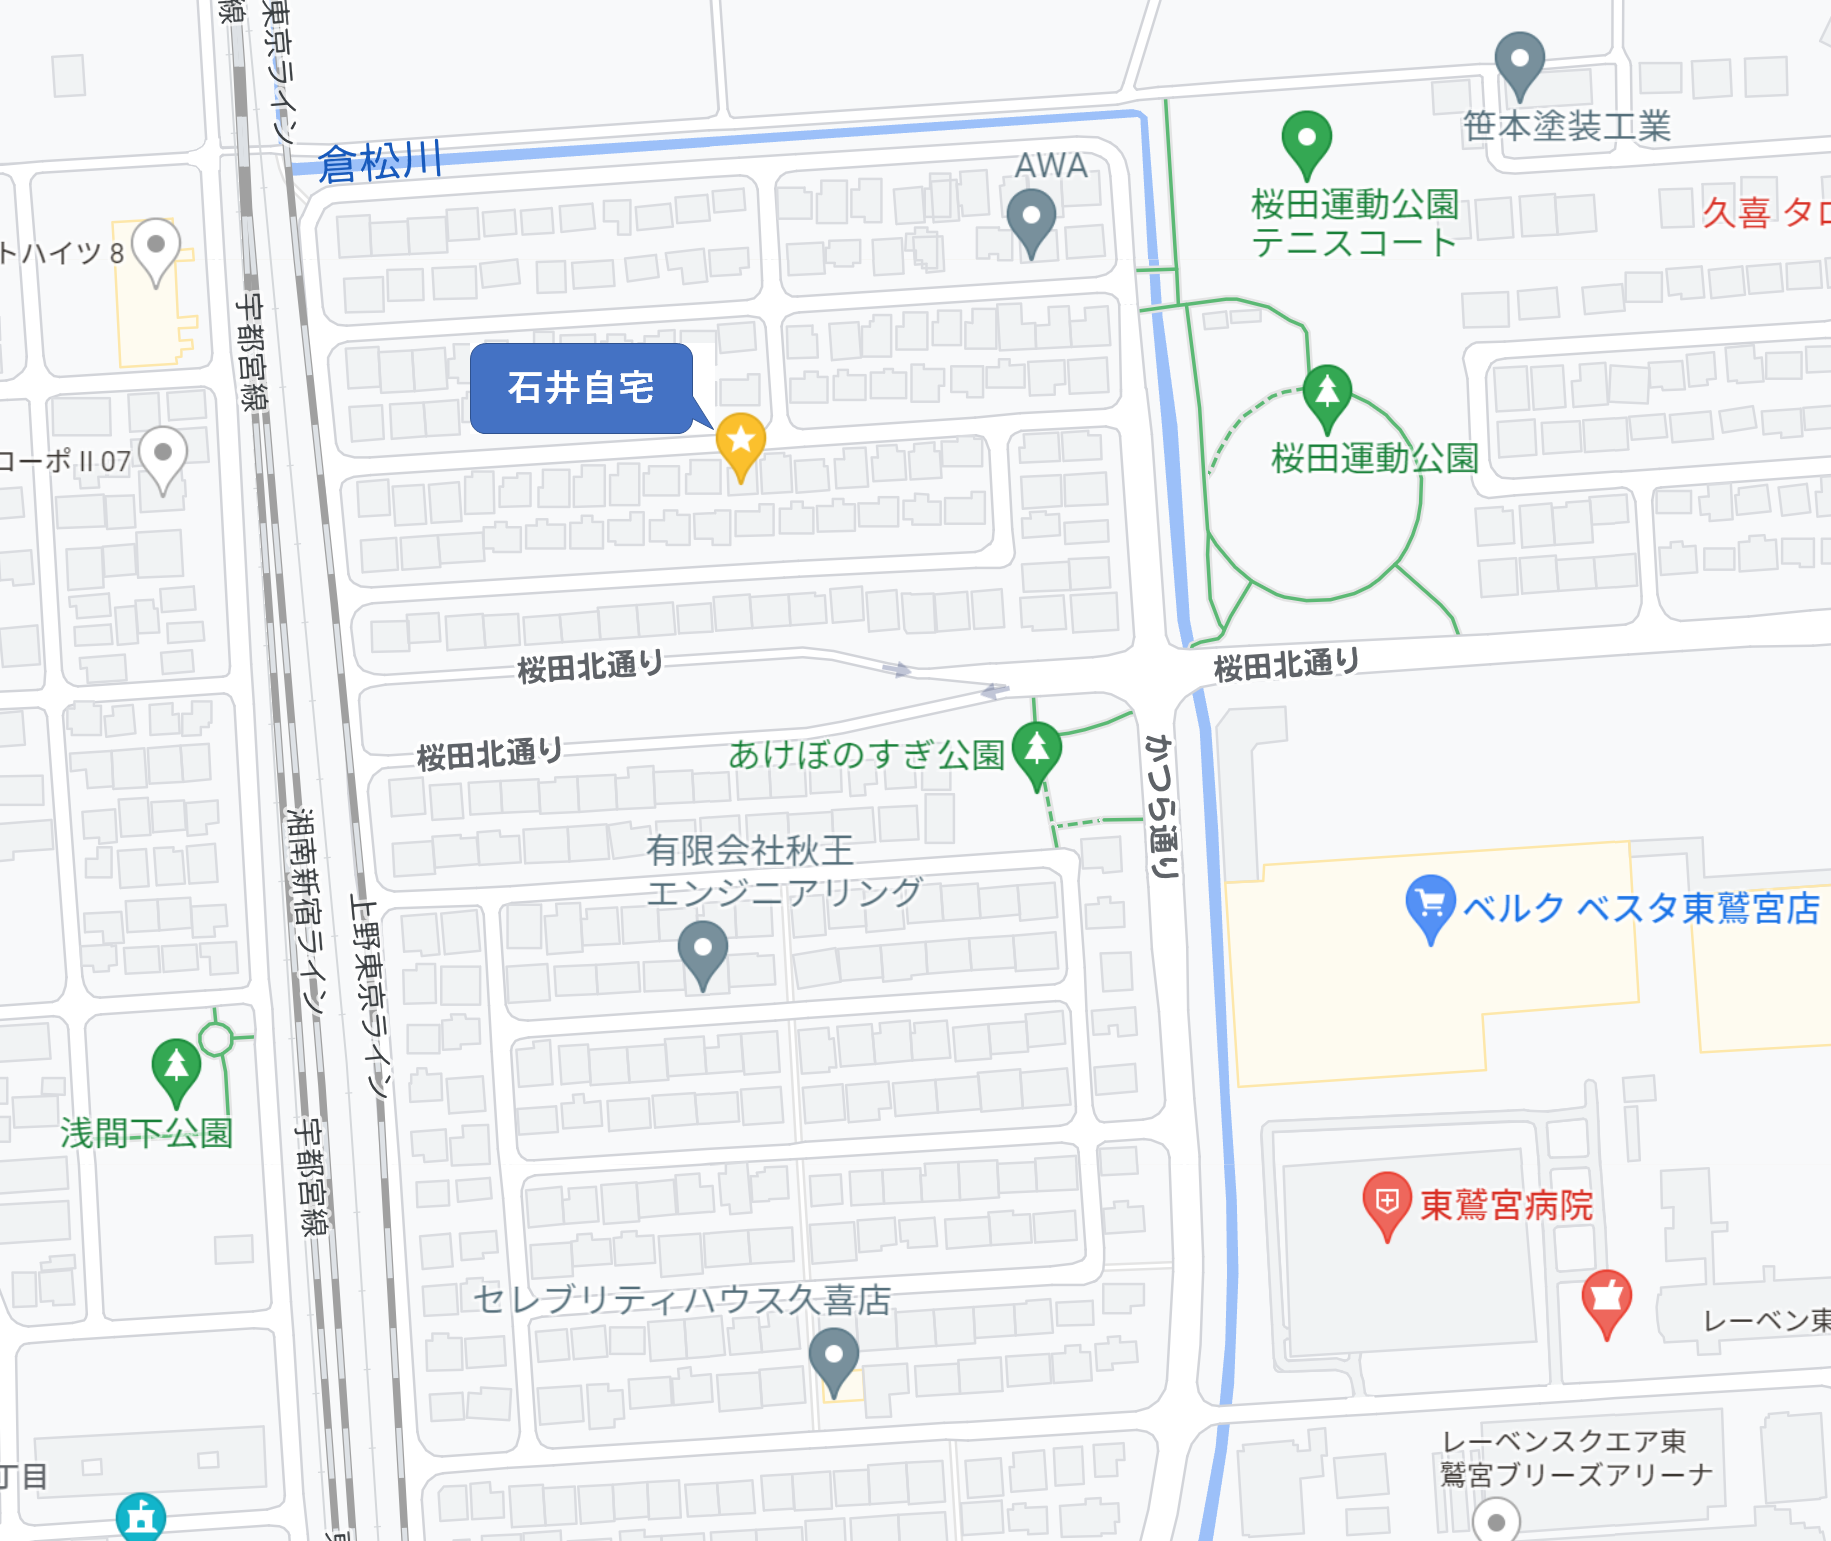 線
東京ライン
倉松川
AWA
笹本塗装工業
桜田運動公園
テニスコート
久喜 タロ
トハイツ 8
宇都宮線
石井自宅
コーポ II 07
桜田運動公園
桜田北通り
桜田北通り
桜田北通り
あけぼのすぎ公園
かつら通り
湘南新宿ライン
上野東京ライン
有限会社秋王
エンジニアリング
ベルク ベスタ東鷲宮店
浅間下公園
宇都宮線
東鷲宮病院
セレブリティハウス久喜店
レーベン東
レーベンスクエア東
鷲宮ブリーズアリーナ
丁目